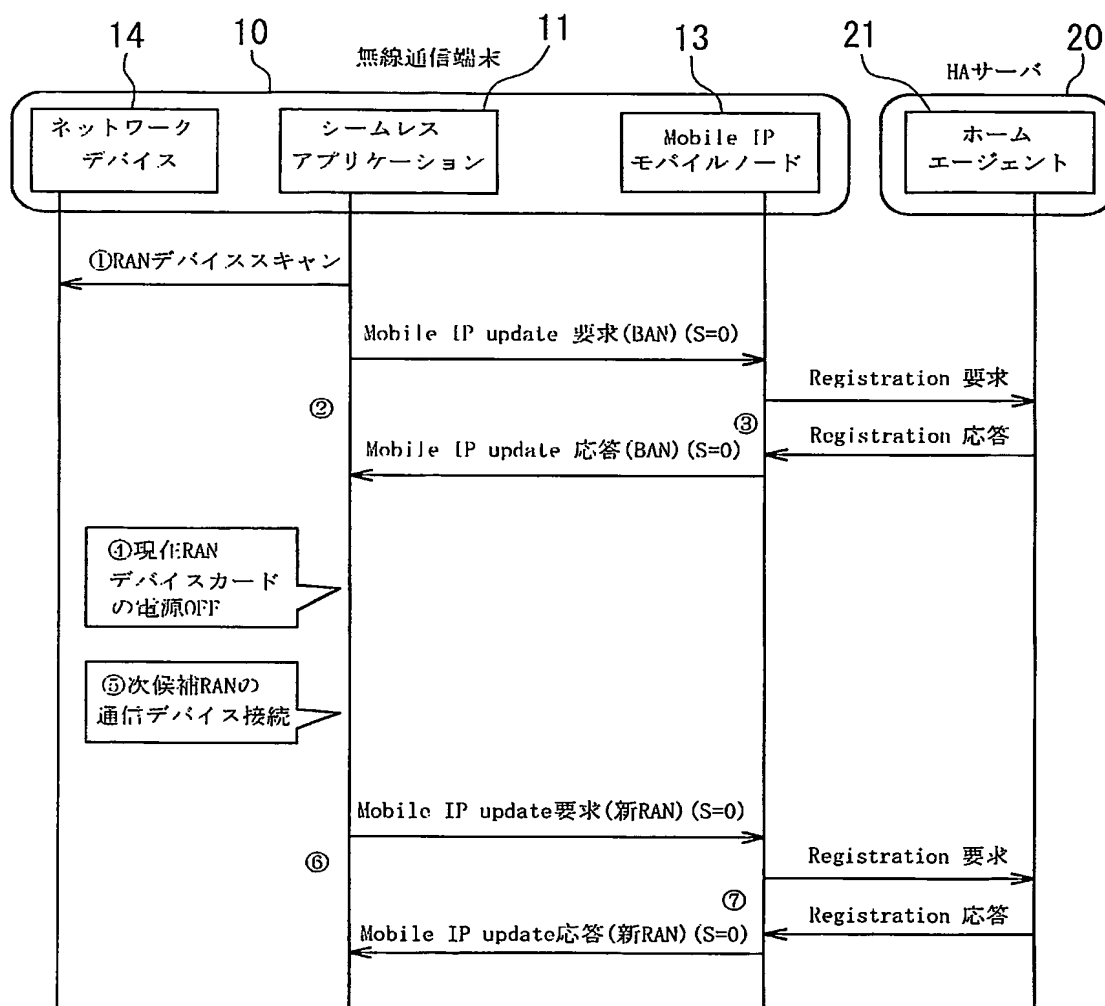 14
10
無線通信端末
11
13
21
HAサーバ
20
ネットワーク
デバイス
シームレス
アプリケーション
Mobile IP
モバイルノード
ホーム
エージェント
①RANデバイススキャン
Mobile IP update 要求(BAN)(S=0)
Registration 要求
②
③
Registration 応答
Mobile IP update 応答(BAN)(S=0)
④現在RAN
デバイスカード
の電源OFF
⑤次候補RANの
通信デバイス接続
Mobile IP update要求(新RAN)(S=0)
⑥
Registration 要求
⑦
Registration 応答
Mobile IP update応答(新RAN)(S=0)